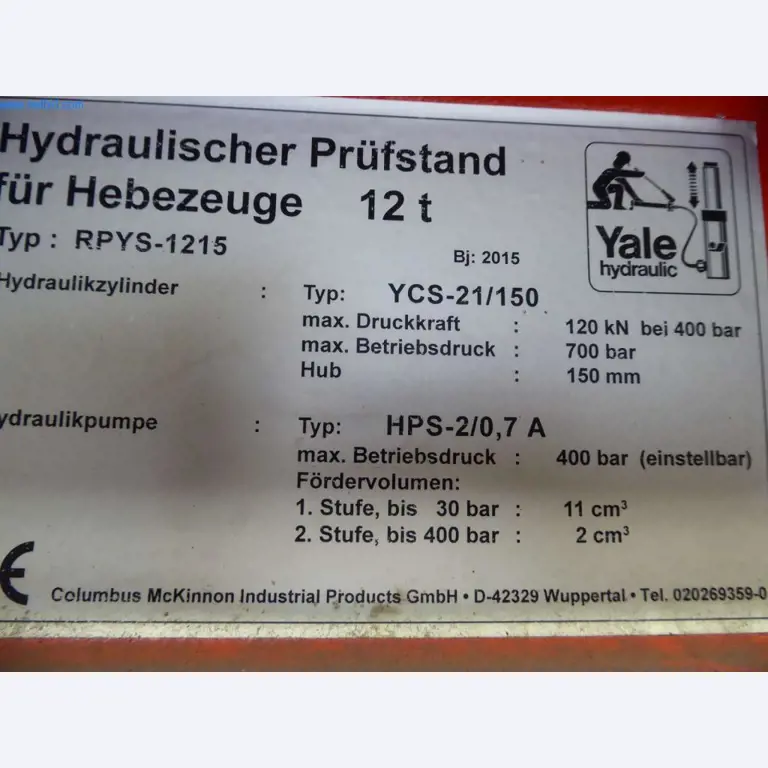 Hydraulischer Prüfstand
für Hebezeuge 12 t
Typ : RPYS-1215
Bj: 2015
Yale
hydraulic
Hydraulikzylinder : Typ: YCS-21/150
max. Druckkraft : 120 kN bei 400 bar
max. Betriebsdruck : 700 bar
Hub : 150 mm
ydraulikpumpe : Typ: HPS-2/0,7 A
max. Betriebsdruck : 400 bar (einstellbar)
Fördervolumen:
1. Stufe, bis 30 bar : 11 cm³
2. Stufe, bis 400 bar : 2 cm³
CE
Columbus McKinnon Industrial Products GmbH • D-42329 Wuppertal • Tel. 020269359-0